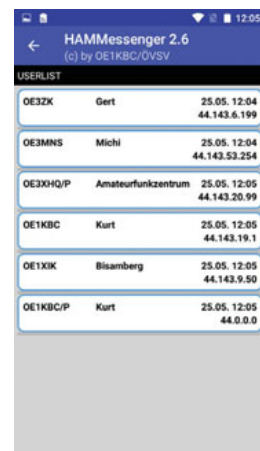 12:05
HAMMessenger 2.6
(c) by OE1KBC/ÖVSV
USERLIST
OE3ZK Gert 25.05. 12:04
44.143.6.199
OE3MNS Michi 25.05. 12:04
44.143.53.254
OE3XHQ/P Amateurfunkzentrum 25.05. 12:05
44.143.20.99
OE1KBC Kurt 25.05. 12:05
44.143.19.1
OE1XIK Bisamberg 25.05. 12:05
44.143.9.50
OE1KBC/P Kurt 25.05. 12:05
44.0.0.0